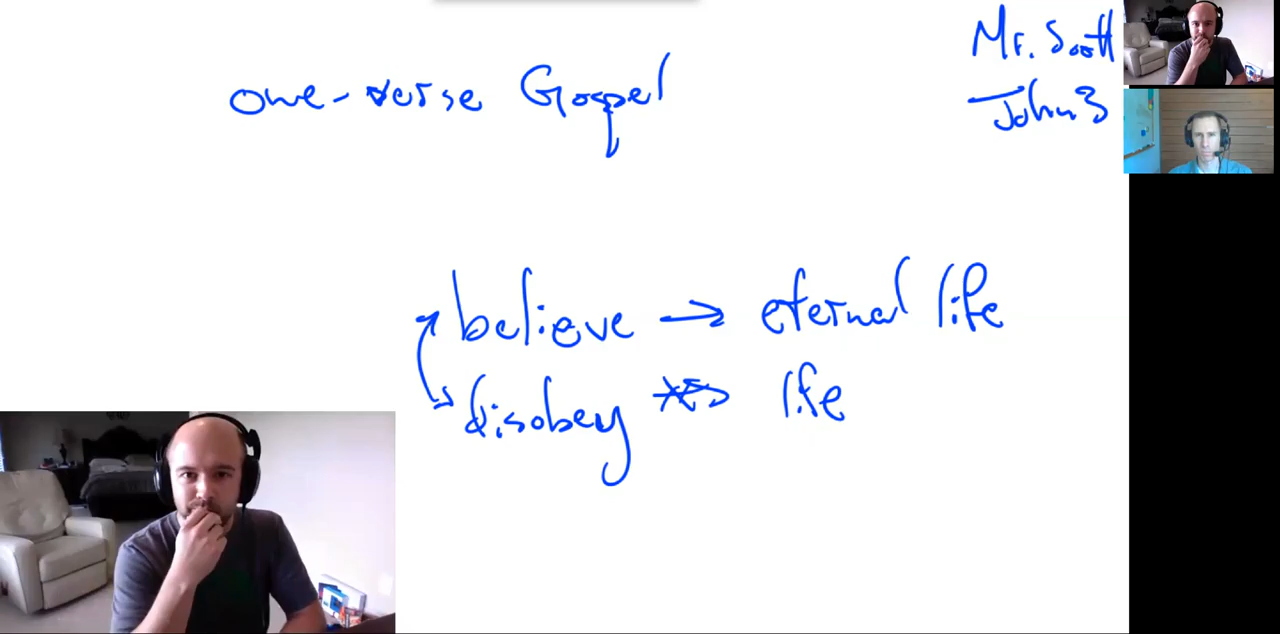 Mr. Scott
one-verse Gospel
John 3
believe → eternal life
disobey life